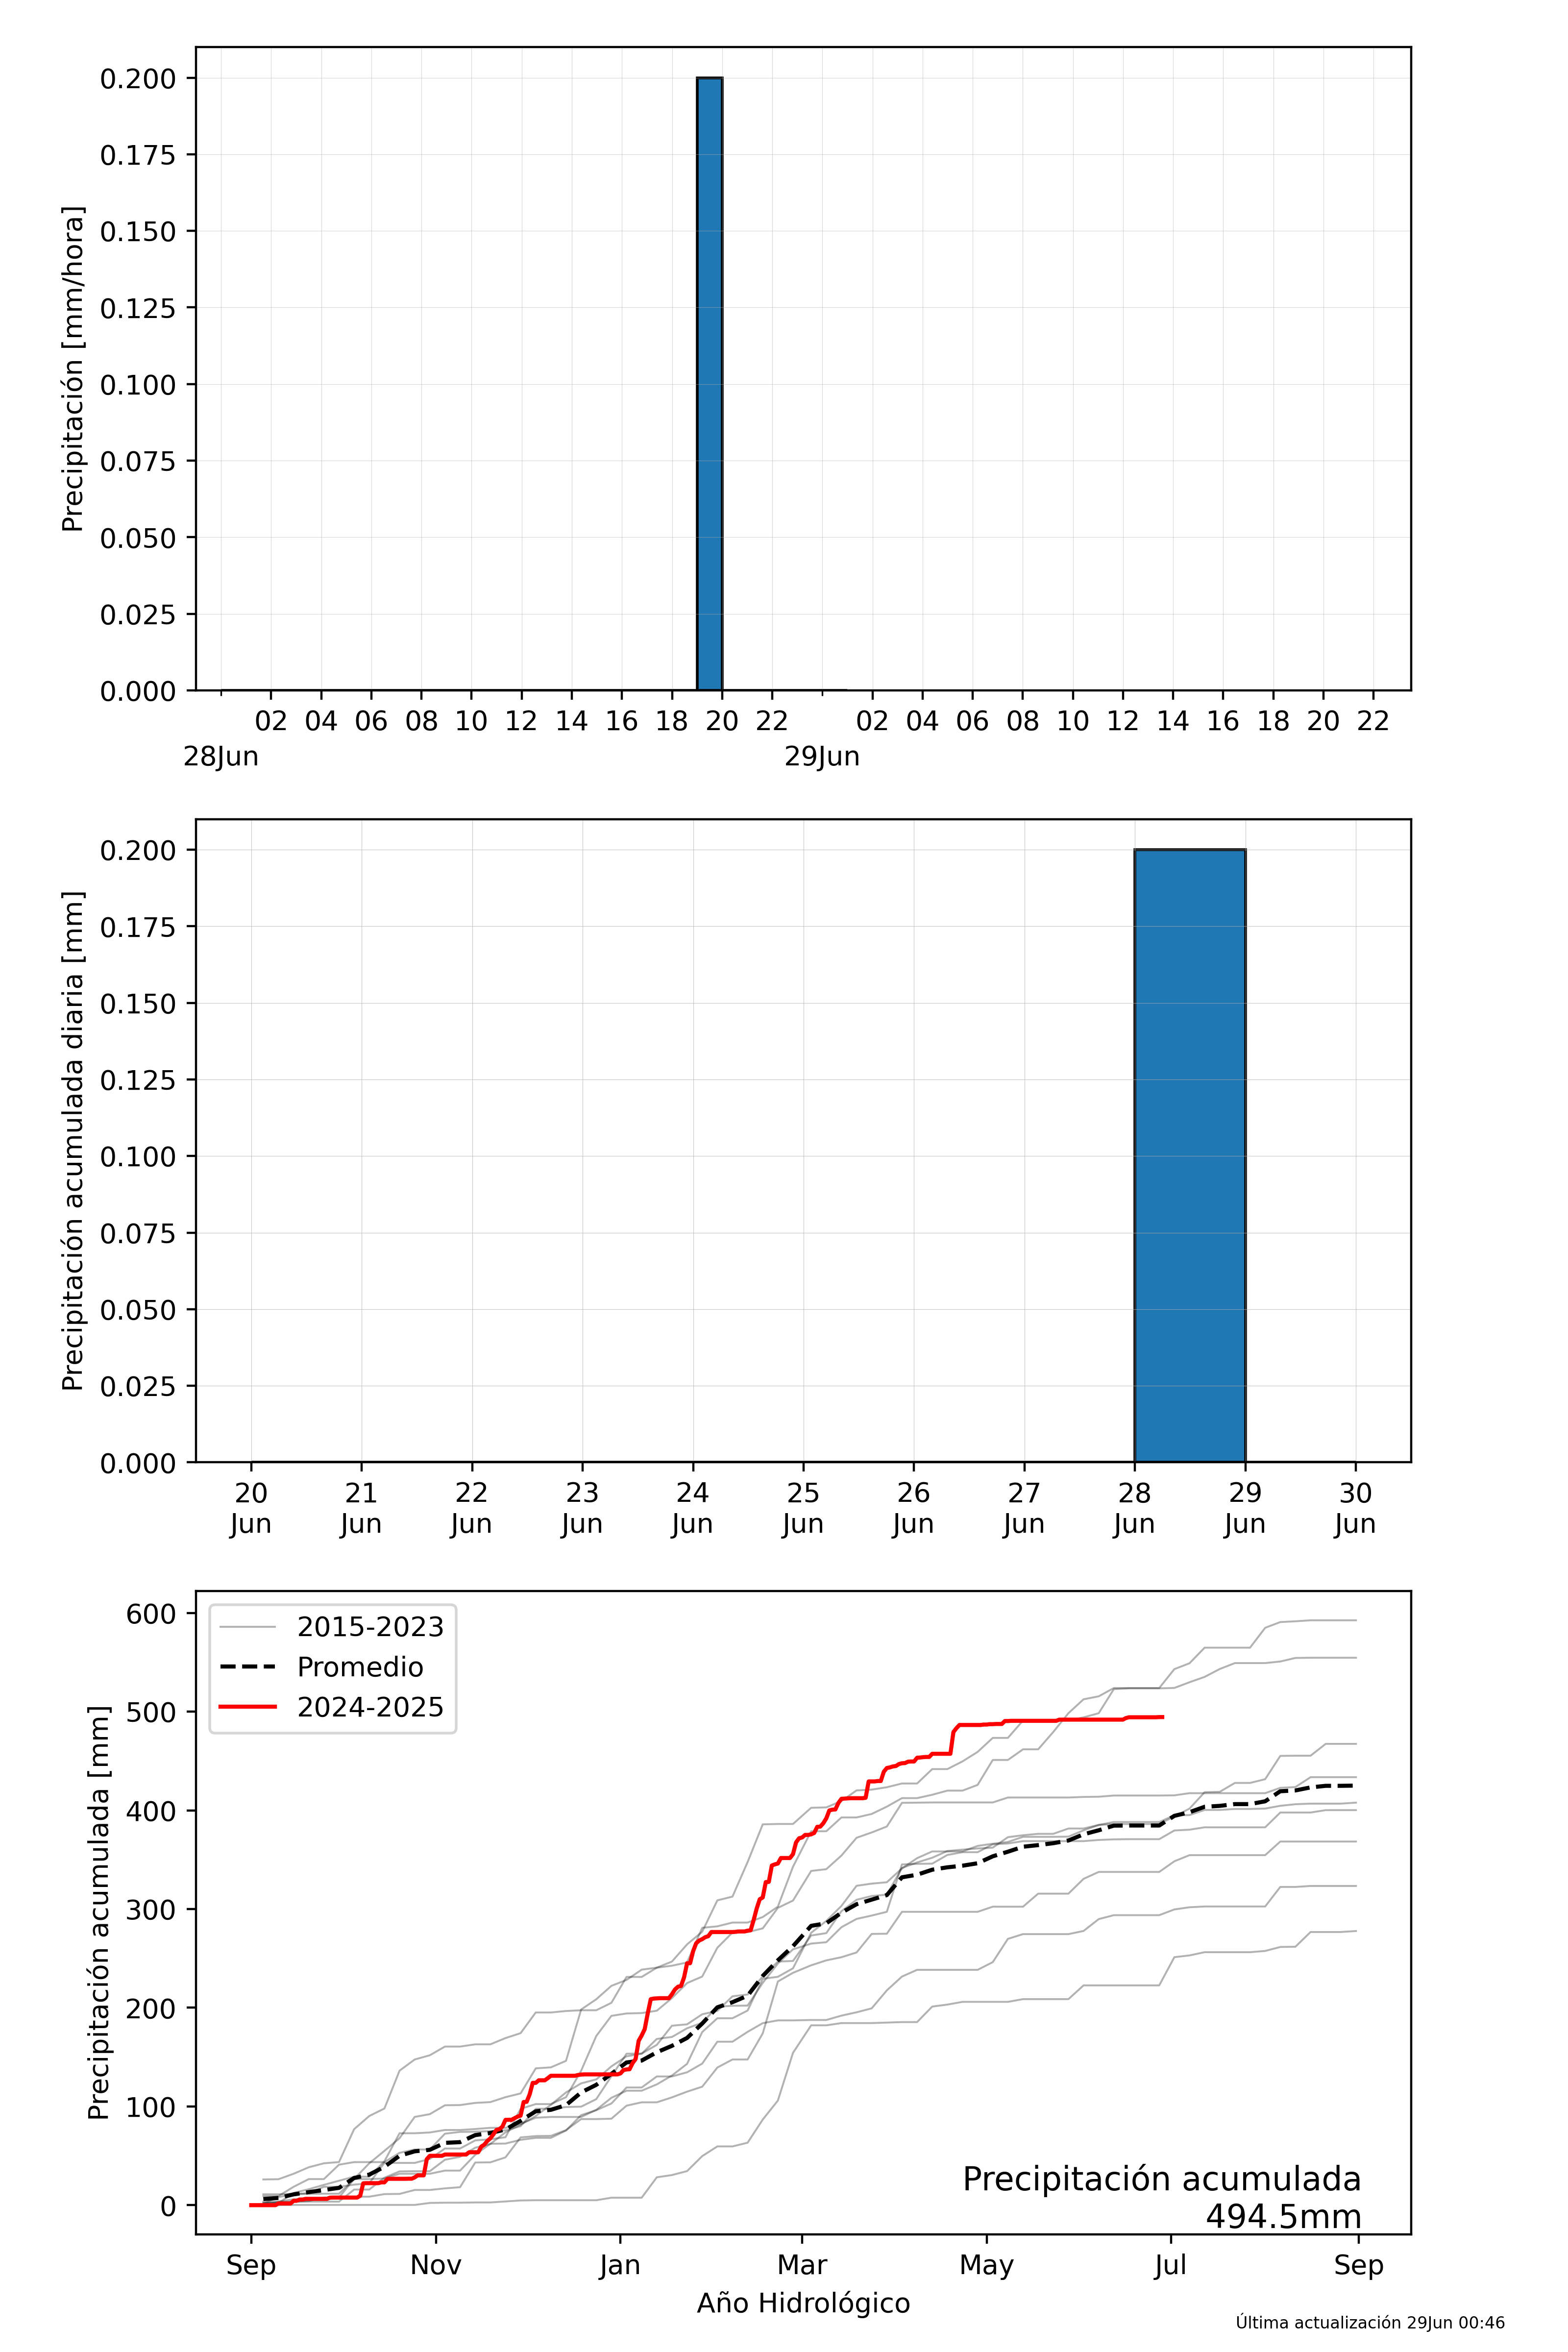 0.200
0.175
0.150
0.125
0.100
0.075
0.050
0.025
0.000
Precipitación [mm/hora]
02 04 06 08 10 12 14 16 18 20 22 02 04 06 08 10 12 14 16 18 20 22
28Jun 29Jun
0.200
0.175
0.150
0.125
0.100
0.075
0.050
0.025
0.000
Precipitación acumulada diaria [mm]
20 21 22 23 24 25 26 27 28 29 30
Jun Jun Jun Jun Jun Jun Jun Jun Jun Jun Jun
600
500
400
300
200
100
0
Precipitación acumulada [mm]
2015-2023
Promedio
2024-2025
Precipitación acumulada
494.5mm
Sep Nov Jan Mar May Jul Sep
Año Hidrológico
Última actualización 29Jun 00:46